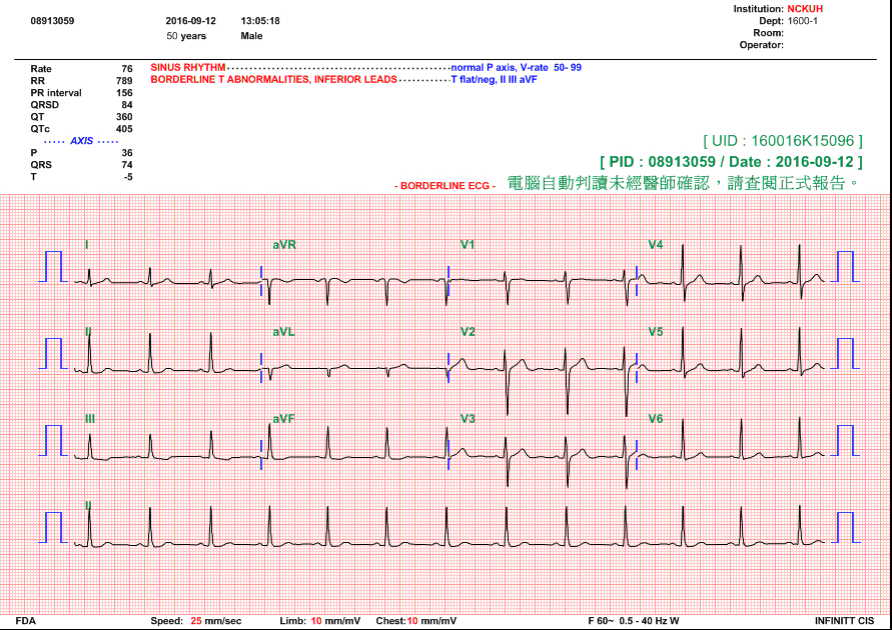 Institution: NCKUH
08913059 2016-09-12 13:05:18 Dept: 1600-1
50 years Male Room:
Operator:
Rate 76 SINUS RHYTHM normal P axis, V-rate 50- 99
RR 789 BORDERLINE T ABNORMALITIES, INFERIOR LEADS T flat/neg, II III aVF
PR interval 156
QRSD 84
QT 360
QTc 405
AXIS
P 36
QRS 74
T -5
[ UID : 160016K15096 ]
[ PID : 08913059 / Date : 2016-09-12 ]
- BORDERLINE ECG - 電腦自動判讀未經醫師確認，請查閱正式報告。
I aVR V1 V4
II aVL V2 V5
III aVF V3 V6
II
FDA Speed: 25 mm/sec Limb: 10 mm/mV Chest: 10 mm/mV F 60~ 0.5 - 40 Hz W INFINITT CIS